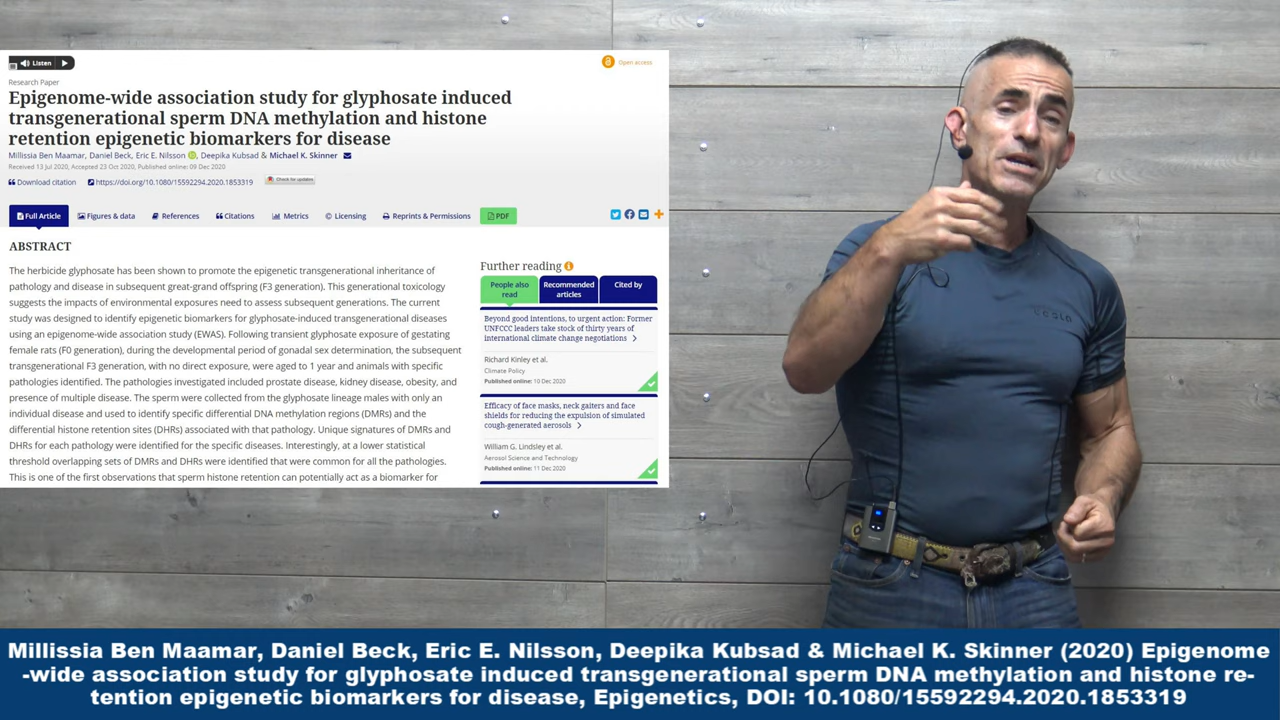 Listen
Open access
Research Paper
Epigenome-wide association study for glyphosate induced
transgenerational sperm DNA methylation and histone
retention epigenetic biomarkers for disease
Millissia Ben Maamar, Daniel Beck, Eric E. Nilsson iD, Deepika Kubsad & Michael K. Skinner
Received 13 Jul 2020, Accepted 23 Oct 2020, Published online: 09 Dec 2020
Download citation https://doi.org/10.1080/15592294.2020.1853319 Check for updates
Full Article Figures & data References Citations Metrics Licensing Reprints & Permissions PDF
ABSTRACT
The herbicide glyphosate has been shown to promote the epigenetic transgenerational inheritance of
pathology and disease in subsequent great-grand offspring (F3 generation). This generational toxicology
suggests the impacts of environmental exposures need to assess subsequent generations. The current
study was designed to identify epigenetic biomarkers for glyphosate-induced transgenerational diseases
using an epigenome-wide association study (EWAS). Following transient glyphosate exposure of gestating
female rats (F0 generation), during the developmental period of gonadal sex determination, the subsequent
transgenerational F3 generation, with no direct exposure, were aged to 1 year and animals with specific
pathologies identified. The pathologies investigated included prostate disease, kidney disease, obesity, and
presence of multiple disease. The sperm were collected from the glyphosate lineage males with only an
individual disease and used to identify specific differential DNA methylation regions (DMRs) and the
differential histone retention sites (DHRs) associated with that pathology. Unique signatures of DMRs and
DHRs for each pathology were identified for the specific diseases. Interestingly, at a lower statistical
threshold overlapping sets of DMRs and DHRs were identified that were common for all the pathologies.
This is one of the first observations that sperm histone retention can potentially act as a biomarker for
Further reading
People also
read
Recommended
articles
Cited by
Beyond good intentions, to urgent action: Former
UNFCCC leaders take stock of thirty years of
international climate change negotiations
Richard Kinley et al.
Climate Policy
Published online: 10 Dec 2020
Efficacy of face masks, neck gaiters and face
shields for reducing the expulsion of simulated
cough-generated aerosols
William G. Lindsley et al.
Aerosol Science and Technology
Published online: 11 Dec 2020
Millissia Ben Maamar, Daniel Beck, Eric E. Nilsson, Deepika Kubsad & Michael K. Skinner (2020) Epigenome
-wide association study for glyphosate induced transgenerational sperm DNA methylation and histone re-
tention epigenetic biomarkers for disease, Epigenetics, DOI: 10.1080/15592294.2020.1853319